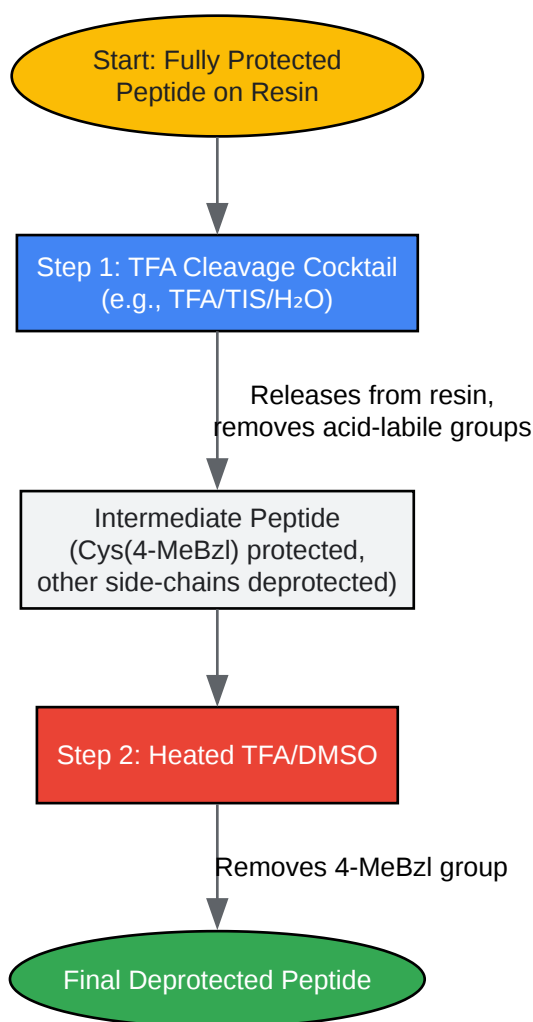 Start: Fully Protected
Peptide on Resin
Step 1: TFA Cleavage Cocktail
(e.g., TFA/TIS/H₂O)
Releases from resin,
removes acid-labile groups
Intermediate Peptide
(Cys(4-MeBzl) protected,
other side-chains deprotected)
Step 2: Heated TFA/DMSO
Removes 4-MeBzl group
Final Deprotected Peptide